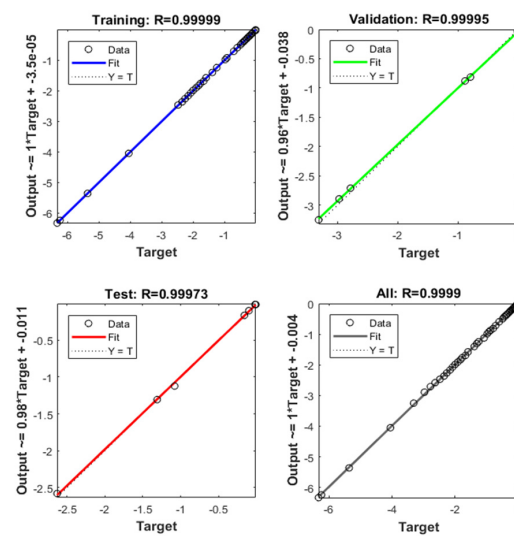 Training: R=0.99999
Output ~= 1*Target + -3.5e-05
0
-1
-2
-3
-4
-5
-6
Data
Fit
Y = T
-6 -5 -4 -3 -2 -1 0
Target
Validation: R=0.99995
Output ~= 0.96*Target + -0.038
0
-0.5
-1
-1.5
-2
-2.5
-3
Data
Fit
Y = T
-3 -2 -1
Target
Test: R=0.99973
Output ~= 0.98*Target + -0.011
-0.5
-1
-1.5
-2
-2.5
Data
Fit
Y = T
-2.5 -2 -1.5 -1 -0.5
Target
All: R=0.9999
Output ~= 1*Target + -0.004
0
-1
-2
-3
-4
-5
-6
Data
Fit
Y = T
-6 -4 -2
Target